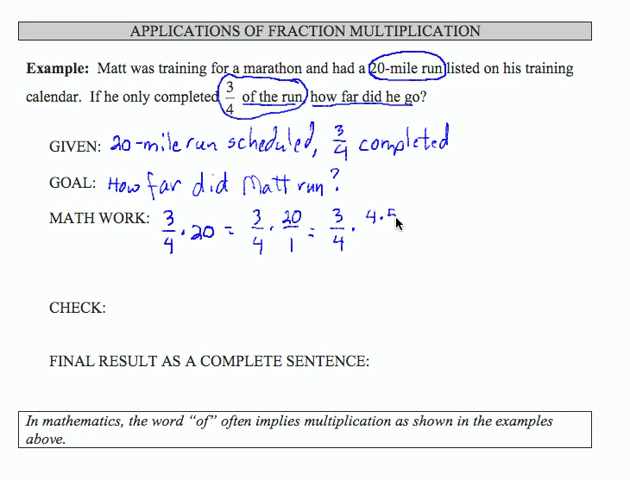 APPLICATIONS OF FRACTION MULTIPLICATION
Example: Matt was training for a marathon and had a 20-mile run listed on his training
calendar. If he only completed 3/4 of the run, how far did he go?
GIVEN: 20-mile run scheduled, 3/4 completed
GOAL: How far did Matt run?
MATH WORK: 3/4 · 20 = 3/4 · 20/1 = 3/4 · 4·5
CHECK:
FINAL RESULT AS A COMPLETE SENTENCE:
In mathematics, the word "of" often implies multiplication as shown in the examples
above.